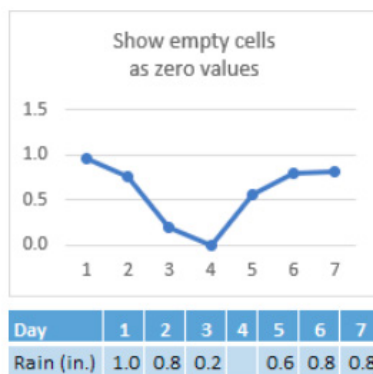 Show empty cells
as zero values
1.5
1.0
0.5
0.0
1 2 3 4 5 6 7
Day 1 2 3 4 5 6 7
Rain (in.) 1.0 0.8 0.2 0.6 0.8 0.8